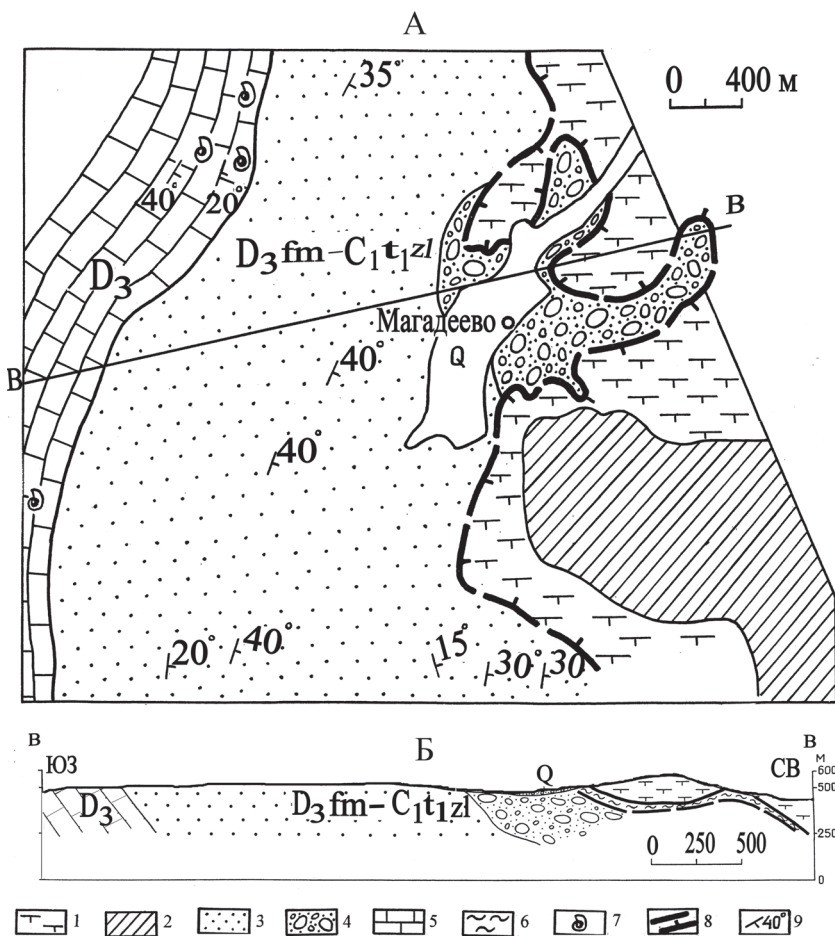 А
35°
0 400 м
40°
20°
D₃
D₃fm–C₁t₁zl
В
Магадеево
Q
В
40°
40°
20°
40°
15°
30°
30
Б
в
в
м
ЮЗ
Q
СВ
600
500
D₃
D₃fm–C₁t₁zl
250
0 250 500
0
1
2
3
4
5
6
7
8
40° 9